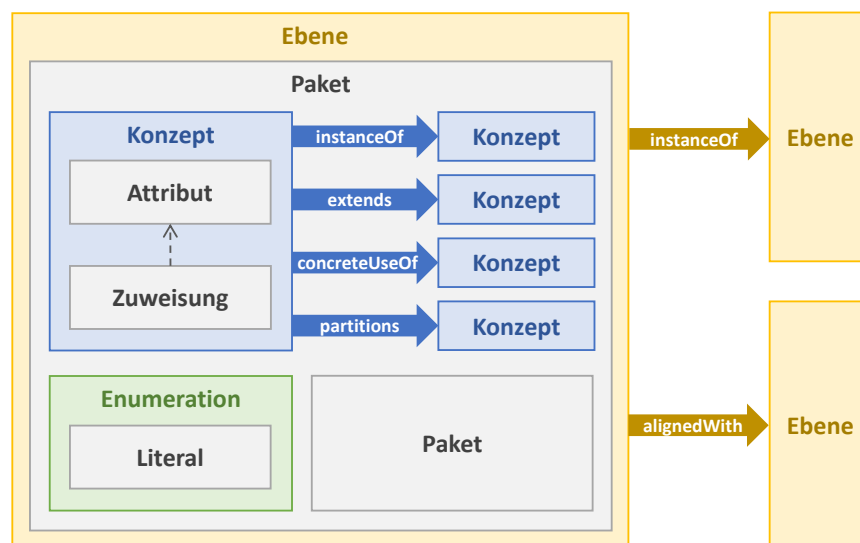 Ebene
Paket
Konzept
Attribut
Zuweisung
instanceOf
Konzept
extends
Konzept
concreteUseOf
Konzept
partitions
Konzept
Enumeration
Literal
Paket
instanceOf
Ebene
alignedWith
Ebene